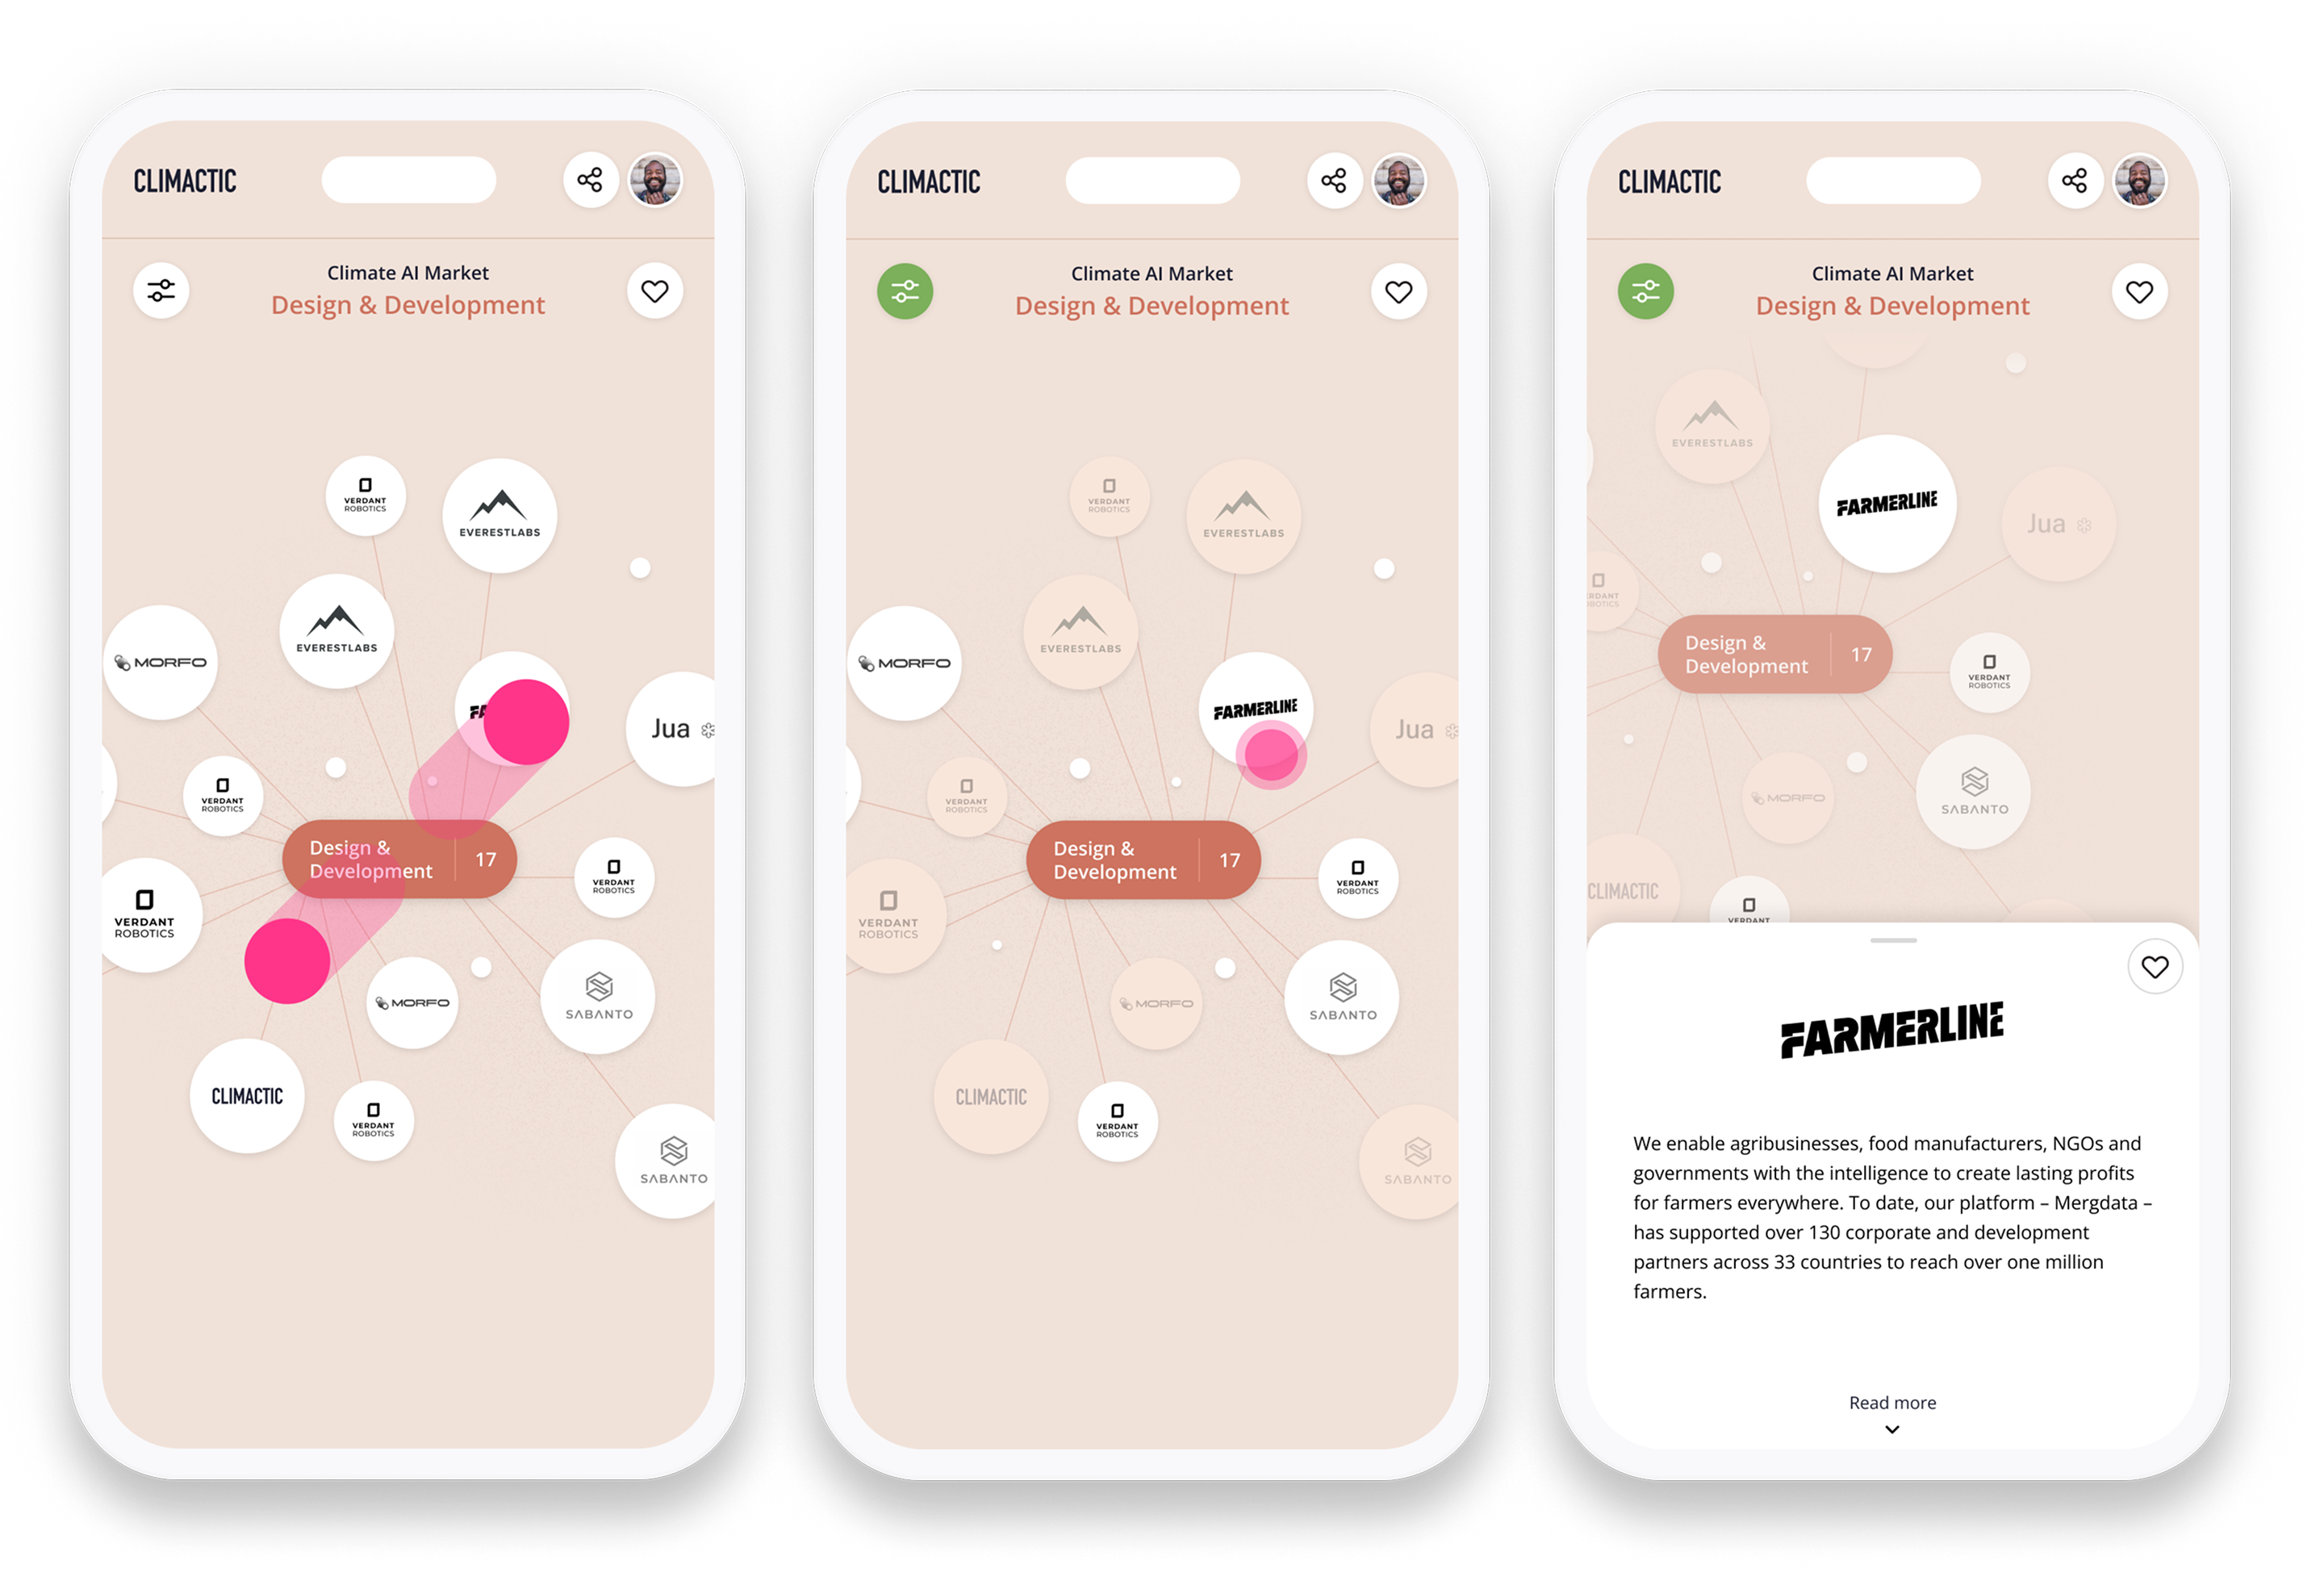 CLIMACTIC
Climate AI Market
Design & Development
VERDANT
ROBOTICS
EVERESTLABS
EVERESTLABS
MORFO
FA
Jua
VERDANT
ROBOTICS
Design &
Development
17
VERDANT
ROBOTICS
VERDANT
ROBOTICS
MORFO
SABANTO
CLIMACTIC
VERDANT
ROBOTICS
SABANTO
CLIMACTIC
Climate AI Market
Design & Development
VERDANT
ROBOTICS
EVERESTLABS
EVERESTLABS
MORFO
FARMERLINE
Jua
VERDANT
ROBOTICS
Design &
Development
17
VERDANT
ROBOTICS
VERDANT
ROBOTICS
MORFO
SABANTO
CLIMACTIC
VERDANT
ROBOTICS
SABANTO
CLIMACTIC
Climate AI Market
Design & Development
EVERESTLABS
FARMERLINE
Jua
RDANT
BOTICS
Design &
Development
17
VERDANT
ROBOTICS
MORFO
SABANTO
CLIMACTIC
VERDANT
FARMERLINE
We enable agribusinesses, food manufacturers, NGOs and
governments with the intelligence to create lasting profits
for farmers everywhere. To date, our platform – Mergdata –
has supported over 130 corporate and development
partners across 33 countries to reach over one million
farmers.
Read more